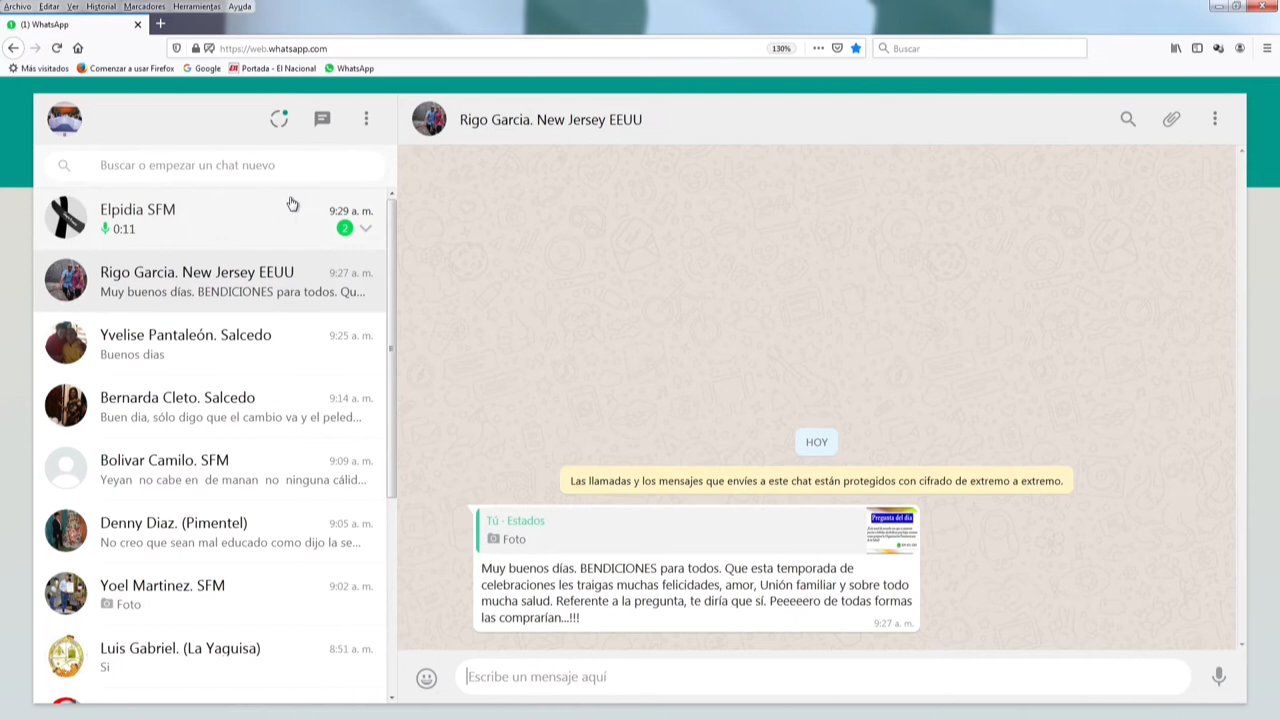 Archivo Editar Ver Historial Marcadores Herramientas Ayuda
(1) WhatsApp
https://web.whatsapp.com
130%
Buscar
Más visitados
Comenzar a usar Firefox
Google
Portada - El Nacional
WhatsApp
Rigo Garcia. New Jersey EEUU
Buscar o empezar un chat nuevo
Elpidia SFM
9:29 a. m.
0:11
2
Rigo Garcia. New Jersey EEUU
9:27 a. m.
Muy buenos días. BENDICIONES para todos. Qu...
Yvelise Pantaleón. Salcedo
9:25 a. m.
Buenos dias
Bernarda Cleto. Salcedo
9:14 a. m.
Buen dia, sólo digo que el cambio va y el peled...
Bolivar Camilo. SFM
9:09 a. m.
Yeyan no cabe en de manan no ninguna cálid...
Denny Diaz. (Pimentel)
9:05 a. m.
No creo que sea mal educado como dijo la se...
Yoel Martinez. SFM
9:02 a. m.
Foto
Luis Gabriel. (La Yaguisa)
8:51 a. m.
Si
HOY
Las llamadas y los mensajes que envíes a este chat están protegidos con cifrado de extremo a extremo.
Tú · Estados
Foto
Pregunta del día
Muy buenos días. BENDICIONES para todos. Que esta temporada de
celebraciones les traigas muchas felicidades, amor, Unión familiar y sobre todo
mucha salud. Referente a la pregunta, te diría que sí. Peeeeero de todas formas
las comprarían...!!!
9:27 a. m.
Escribe un mensaje aquí